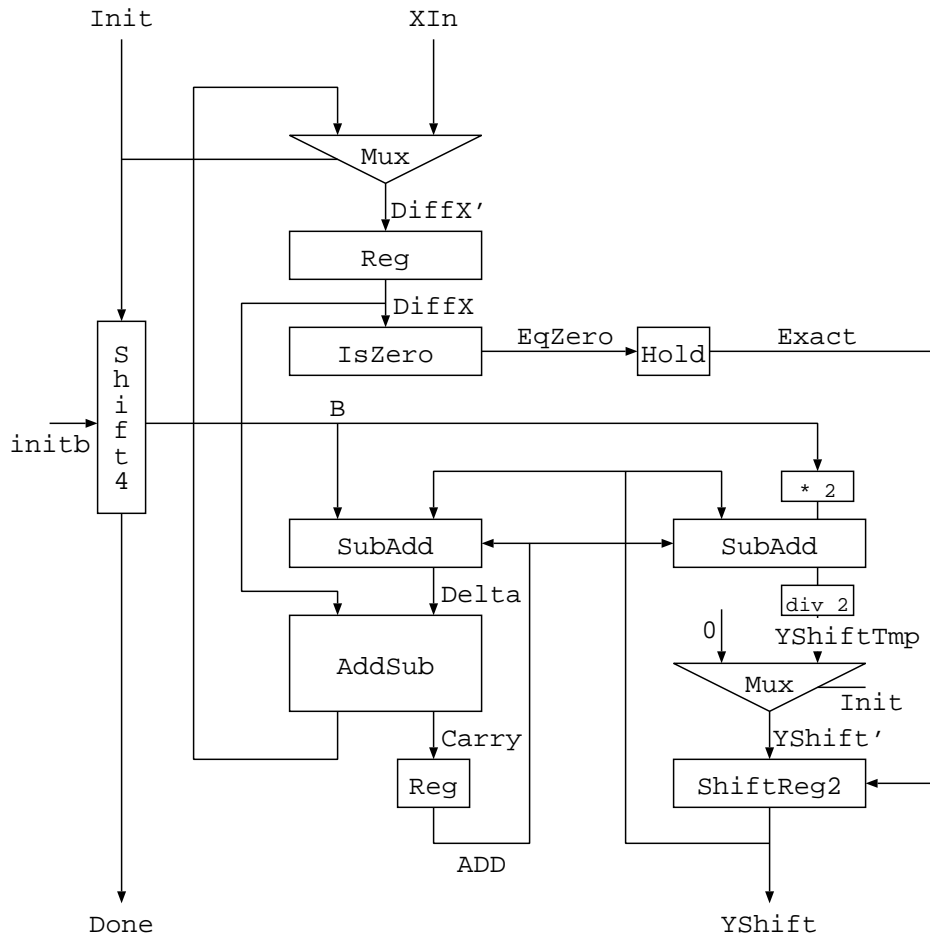 Init
XIn
Mux
DiffX'
Reg
DiffX
IsZero
EqZero
Hold
Exact
Shift4
initb
B
* 2
SubAdd
SubAdd
Delta
div 2
0
YShiftTmp
AddSub
Mux
Init
Carry
YShift'
Reg
ShiftReg2
ADD
Done
YShift